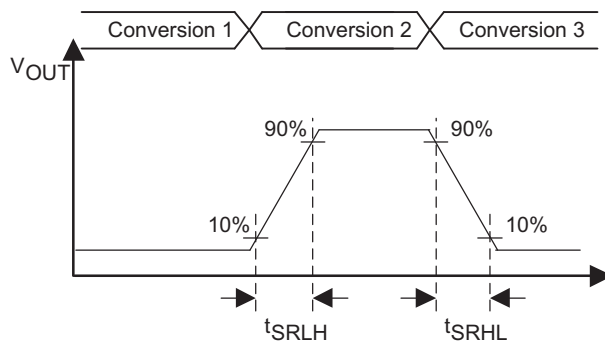 Conversion 1 Conversion 2 Conversion 3
VOUT
90% 90%
10% 10%
tSRLH tSRHL